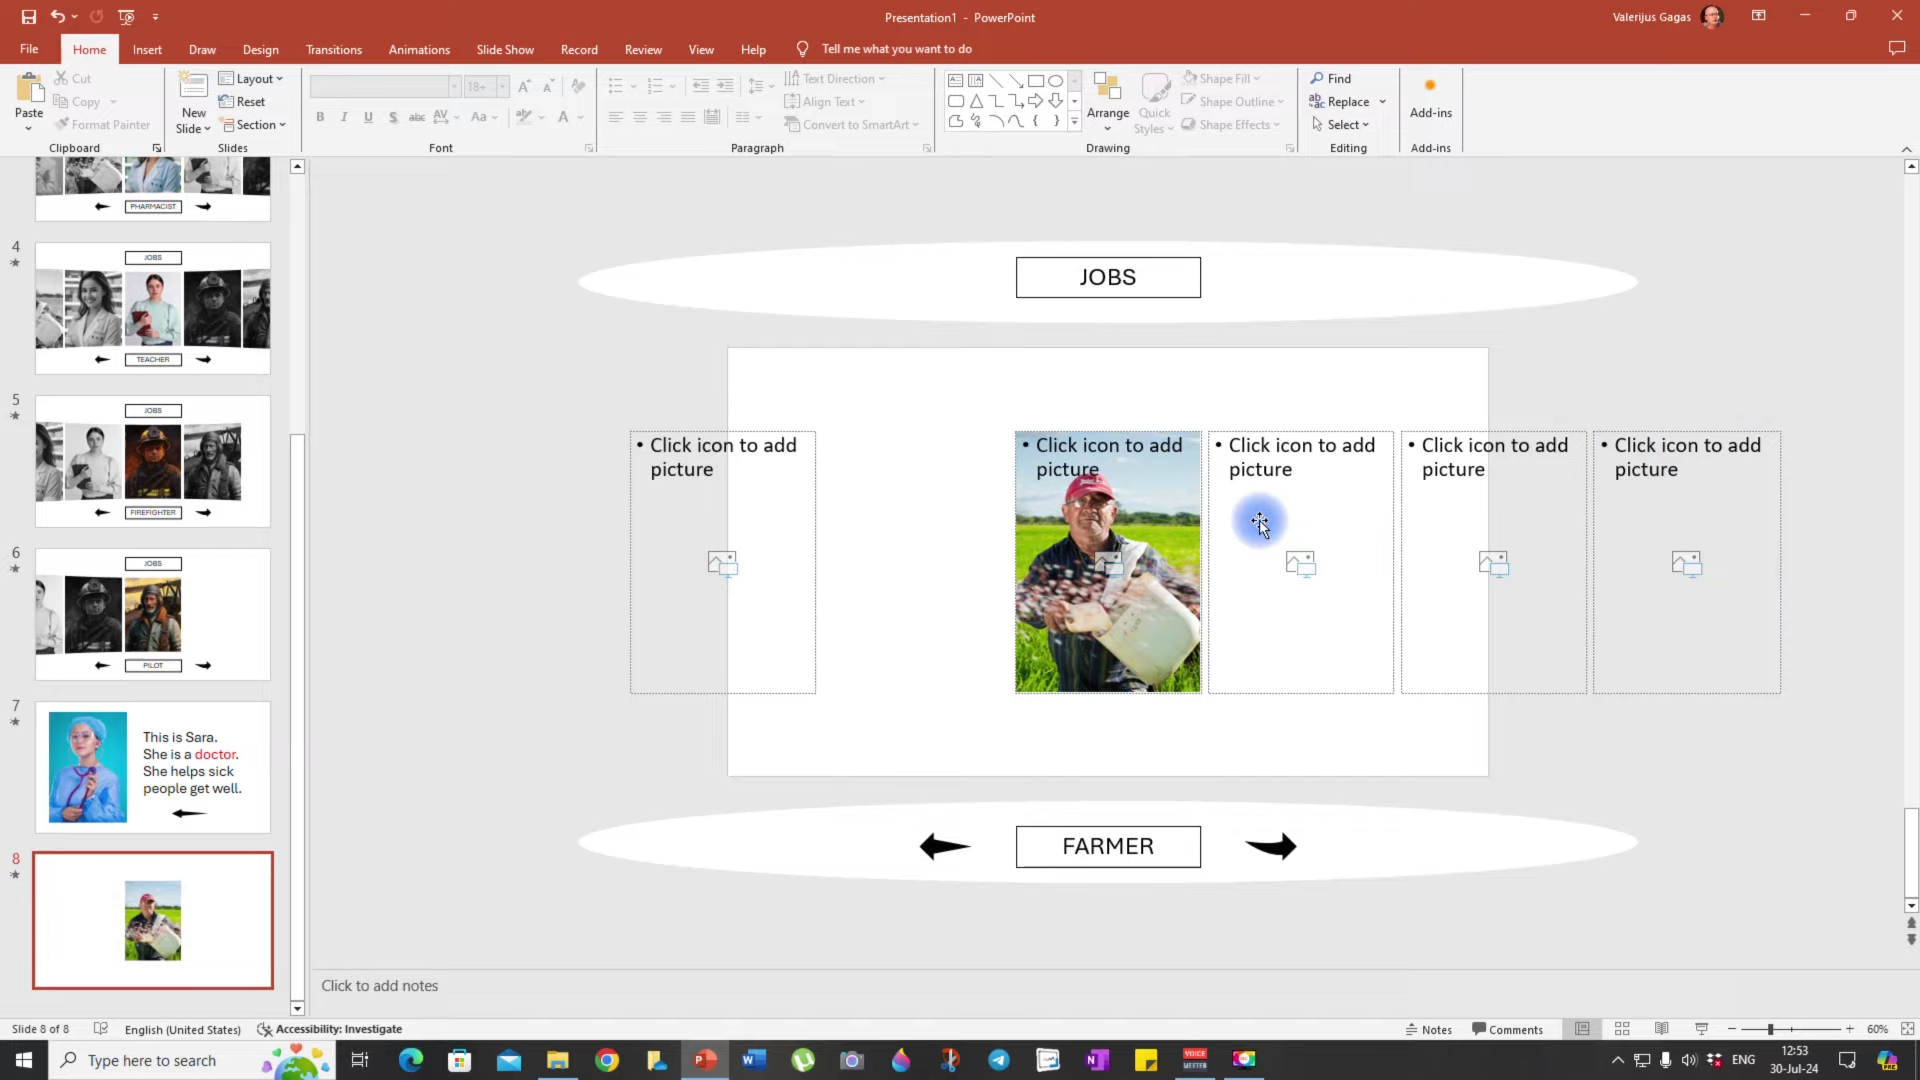 Presentation1 - PowerPoint
Valerijus Gagas
File
Home
Insert
Draw
Design
Transitions
Animations
Slide Show
Record
Review
View
Help
Tell me what you want to do
Paste
Cut
Copy
Format Painter
Clipboard
New
Slide
Layout
Reset
Section
Slides
18+
Font
Text Direction
Align Text
Convert to SmartArt
Paragraph
Arrange
Quick
Styles
Shape Fill
Shape Outline
Shape Effects
Drawing
Find
Replace
Select
Editing
Add-ins
Add-ins
PHARMACIST
4
JOBS
TEACHER
5
JOBS
FIREFIGHTER
6
JOBS
PILOT
7
This is Sara.
She is a doctor.
She helps sick
people get well.
8
JOBS
• Click icon to add
picture
• Click icon to add
picture
• Click icon to add
picture
• Click icon to add
picture
• Click icon to add
picture
FARMER
Click to add notes
Slide 8 of 8
English (United States)
Accessibility: Investigate
Notes
Comments
60%
Type here to search
VOICE
MEETER
ENG
12:53
30-Jul-24